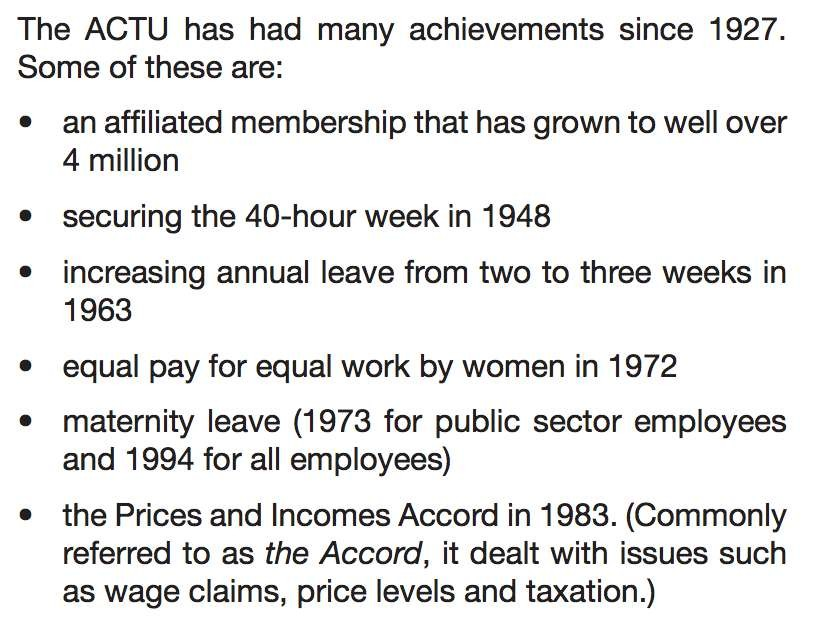 The ACTU has had many achievements since 1927.
Some of these are:
• an affiliated membership that has grown to well over
4 million
• securing the 40-hour week in 1948
• increasing annual leave from two to three weeks in
1963
• equal pay for equal work by women in 1972
• maternity leave (1973 for public sector employees
and 1994 for all employees)
• the Prices and Incomes Accord in 1983. (Commonly
referred to as the Accord, it dealt with issues such
as wage claims, price levels and taxation.)